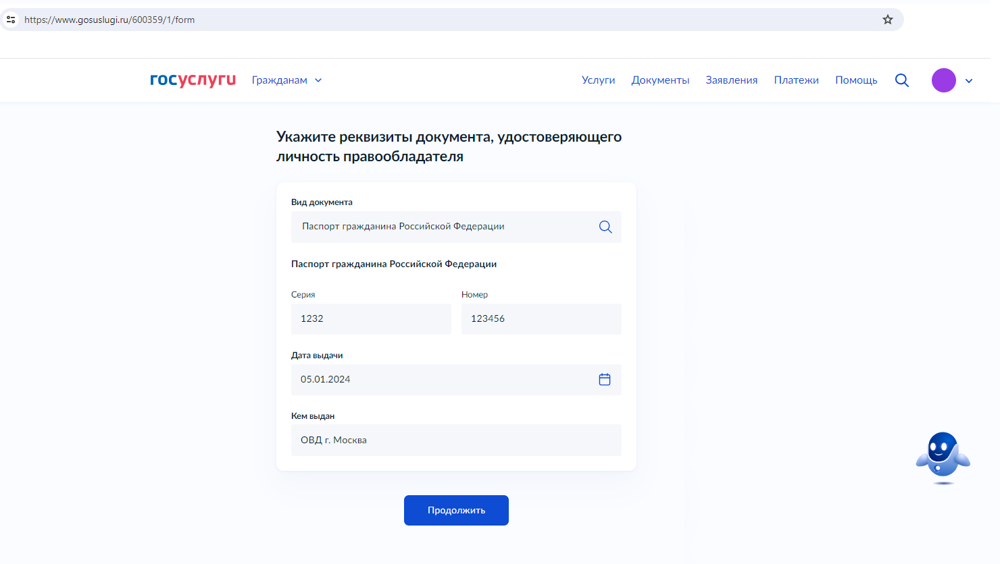 https://www.gosuslugi.ru/600359/1/form
госуслуги Гражданам Услуги Документы Заявления Платежи Помощь
Укажите реквизиты документа, удостоверяющего
личность правообладателя
Вид документа
Паспорт гражданина Российской Федерации
Паспорт гражданина Российской Федерации
Серия Номер
1232 123456
Дата выдачи
05.01.2024
Кем выдан
ОВД г. Москва
Продолжить